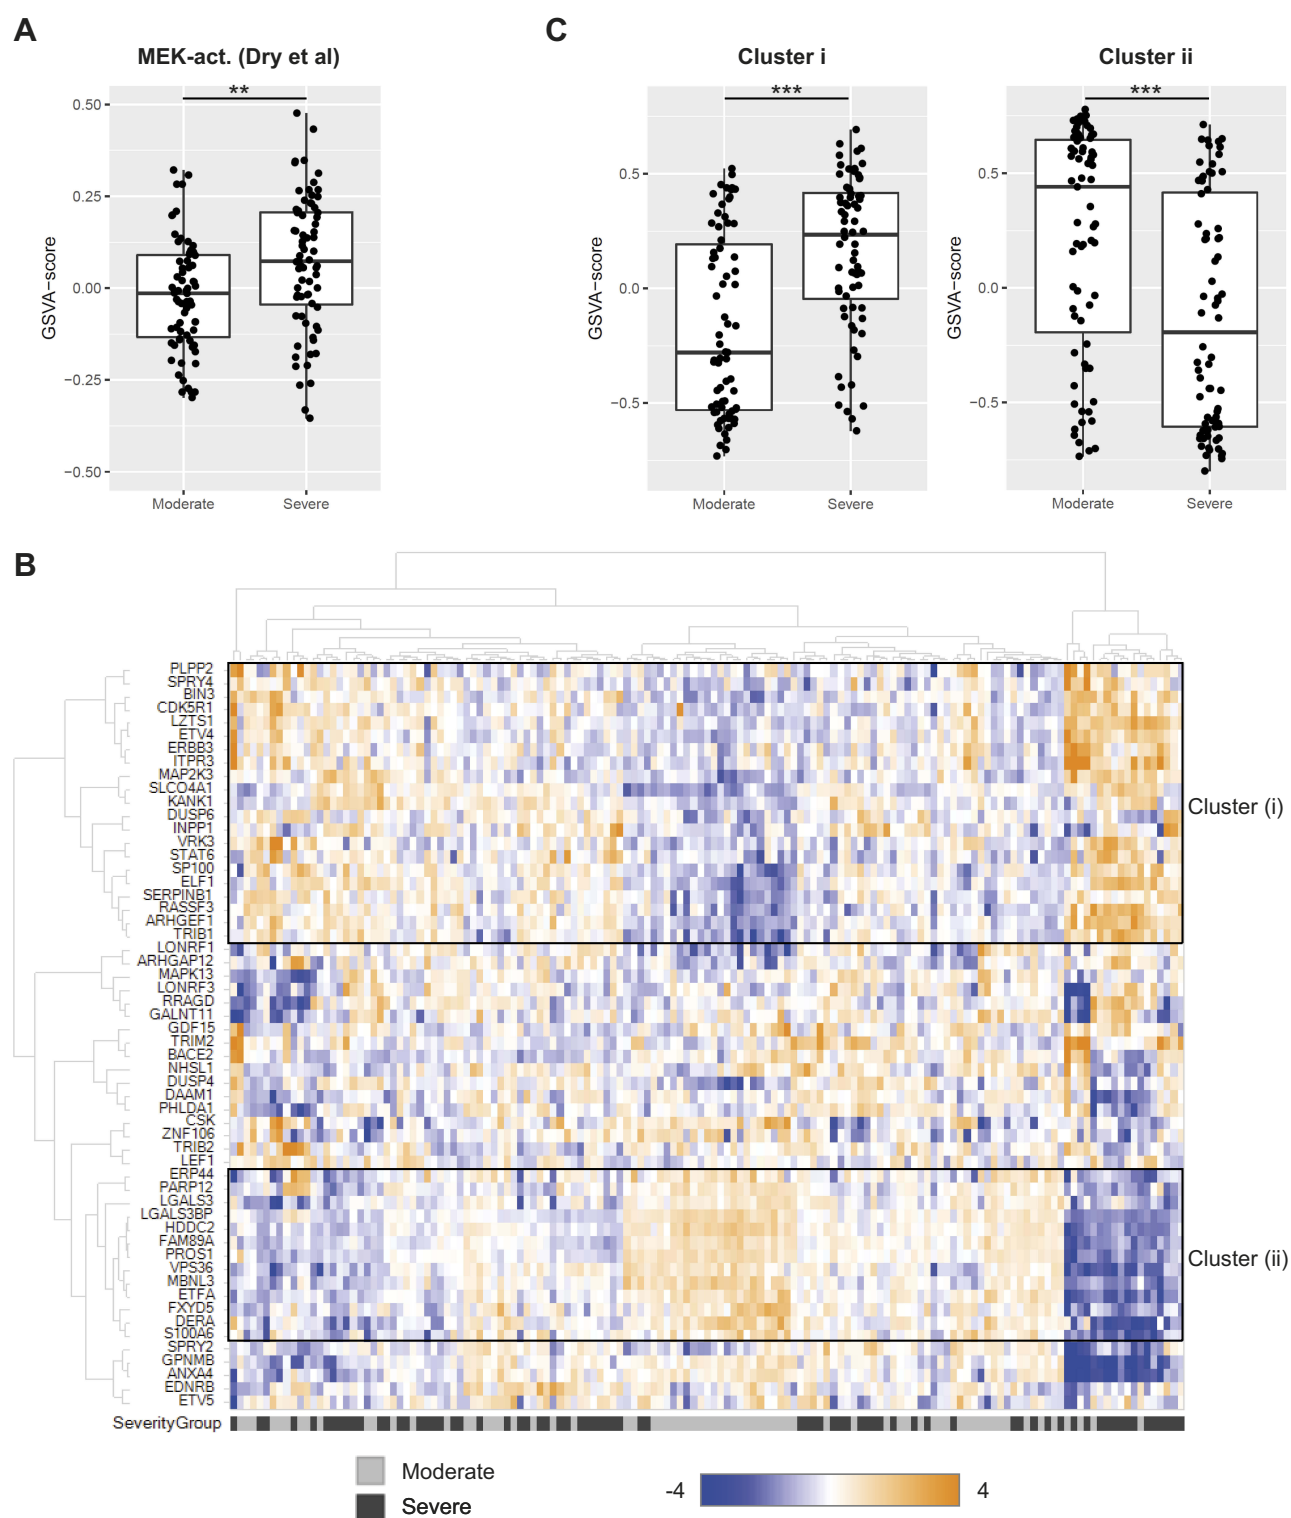 A
C
MEK-act. (Dry et al)
Cluster i
Cluster ii
**
***
***
0.50
0.25
0.00
−0.25
−0.50
GSVA−score
Moderate
Severe
0.5
0.0
−0.5
GSVA−score
Moderate
Severe
0.5
0.0
−0.5
GSVA−score
Moderate
Severe
B
PLPP2
SPRY4
BIN3
CDK5R1
LZTS1
ETV4
ERBB3
ITPR3
MAP2K3
SLCO4A1
KANK1
DUSP6
INPP1
VRK3
STAT6
SP100
ELF1
SERPINB1
RASSF3
ARHGEF1
TRIB1
LONRF1
ARHGAP12
MAPK13
LONRF3
RRAGD
GALNT11
GDF15
TRIM2
BACE2
NHSL1
DUSP4
DAAM1
PHLDA1
CSK
ZNF106
TRIB2
LEF1
ERP44
PARP12
LGALS3
LGALS3BP
HDDC2
FAM89A
PROS1
VPS36
MBNL3
ETFA
FXYD5
DERA
S100A6
SPRY2
GPNMB
ANXA4
EDNRB
ETV5
SeverityGroup
Cluster (i)
Cluster (ii)
Moderate
Severe
-4
4